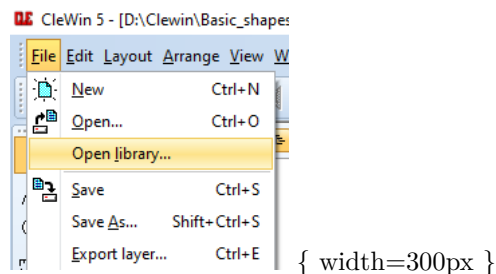 CleWin 5 - [D:\Clewin\Basic_shapes
File Edit Layout Arrange View W
New Ctrl+N
Open... Ctrl+O
Open library...
Save Ctrl+S
Save As... Shift+Ctrl+S
Export layer... Ctrl+E
{ width=300px }